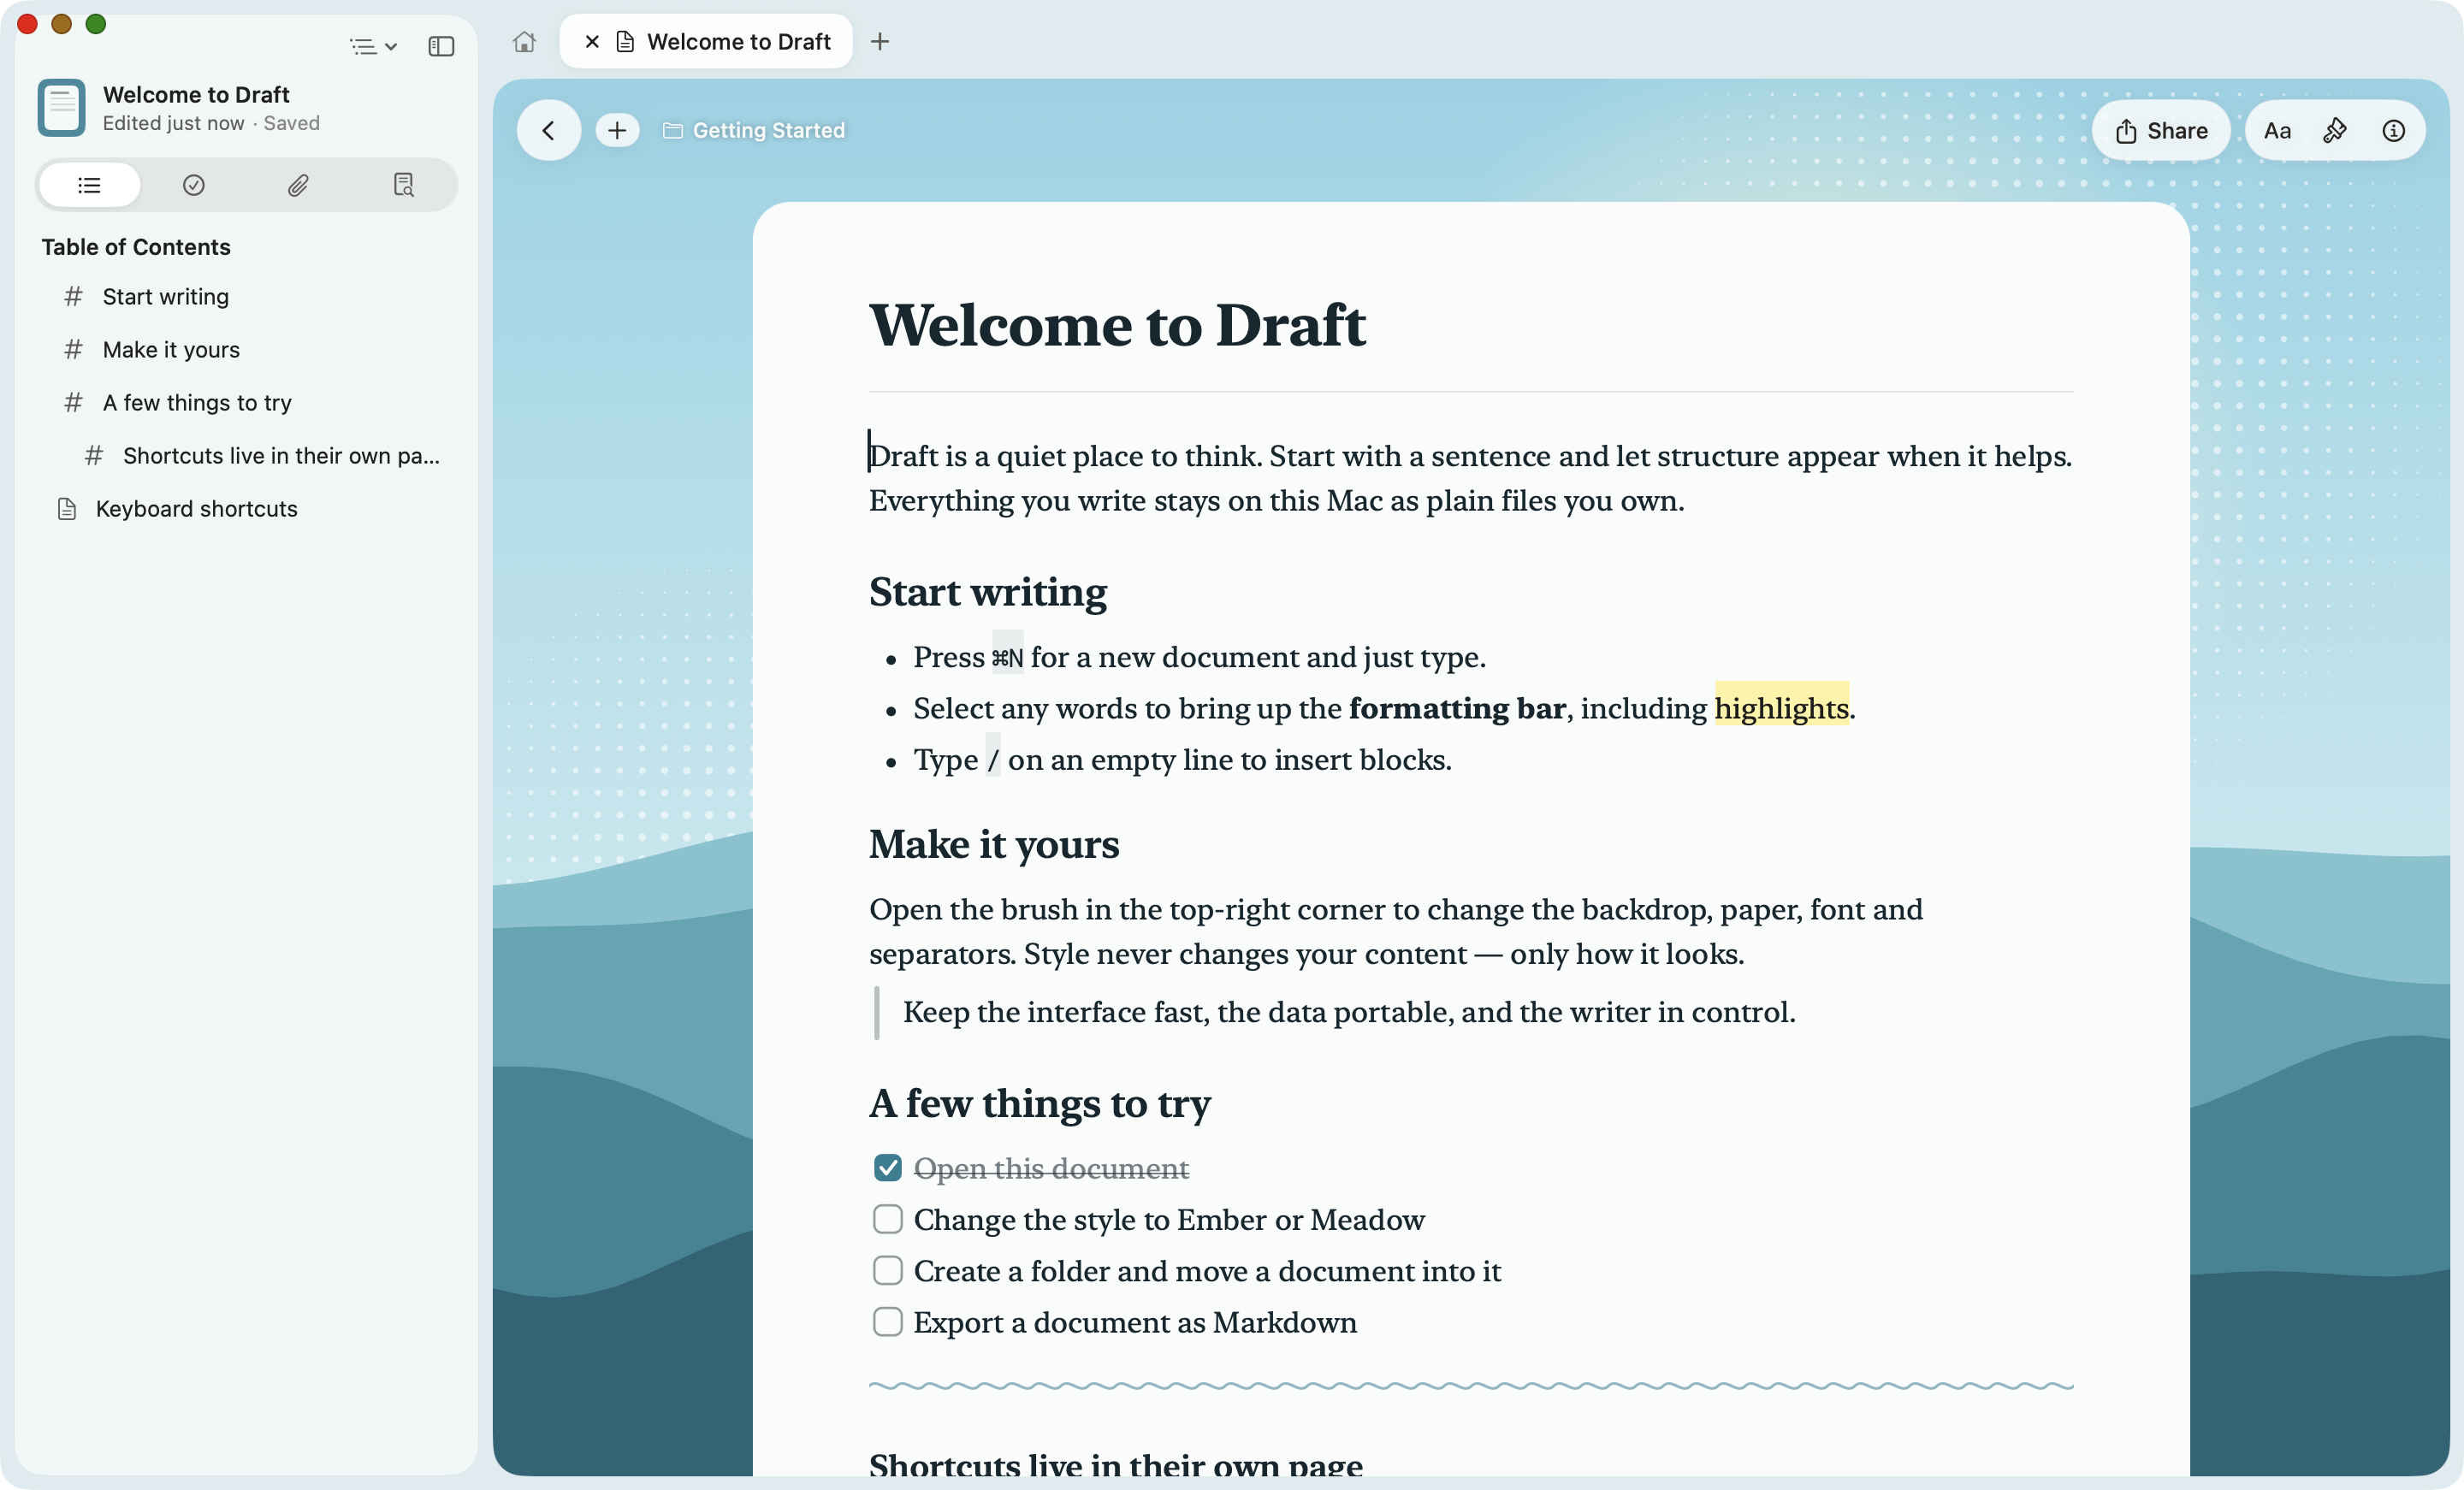 Welcome to Draft
Edited just now · Saved
Table of Contents
# Start writing
# Make it yours
# A few things to try
# Shortcuts live in their own pa...
Keyboard shortcuts
Welcome to Draft
Getting Started
Share
Aa
Welcome to Draft
Draft is a quiet place to think. Start with a sentence and let structure appear when it helps.
Everything you write stays on this Mac as plain files you own.
Start writing
• Press ⌘N for a new document and just type.
• Select any words to bring up the formatting bar, including highlights.
• Type / on an empty line to insert blocks.
Make it yours
Open the brush in the top-right corner to change the backdrop, paper, font and
separators. Style never changes your content — only how it looks.
Keep the interface fast, the data portable, and the writer in control.
A few things to try
Open this document
Change the style to Ember or Meadow
Create a folder and move a document into it
Export a document as Markdown
Shortcuts live in their own page